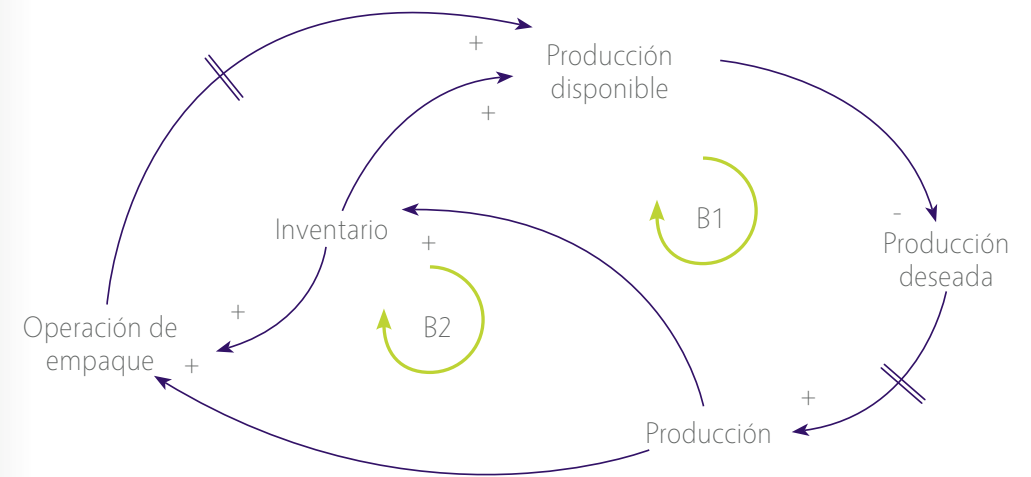 +
Producción
disponible
+
B1
-
Inventario
+
Producción
deseada
+
B2
Operación de
empaque
+
+
Producción